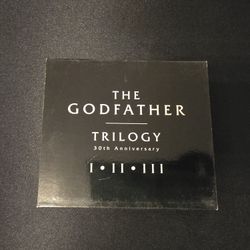 THE
GODFATHER
TRILOGY
30th Anniversary
I•II•III